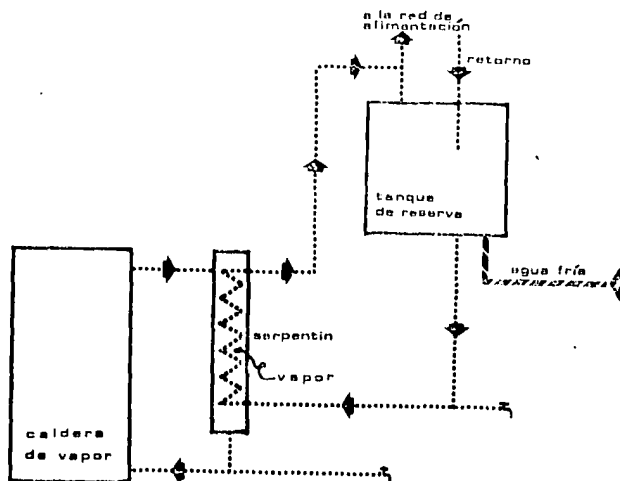 a la red de
alimentación
retorno
tanque
de reserva
agua fría
serpentín
vapor
caldera
de vapor